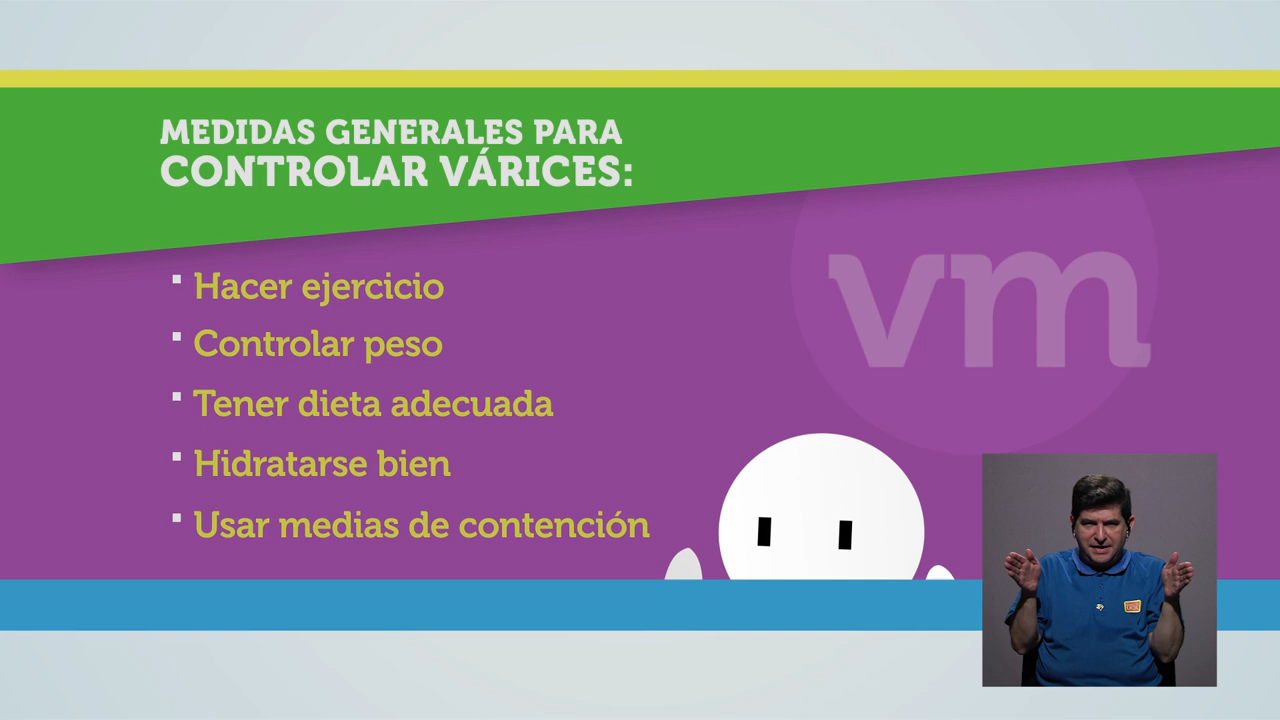 MEDIDAS GENERALES PARA
CONTROLAR VÁRICES:
Hacer ejercicio
Controlar peso
Tener dieta adecuada
Hidratarse bien
Usar medias de contención
vm